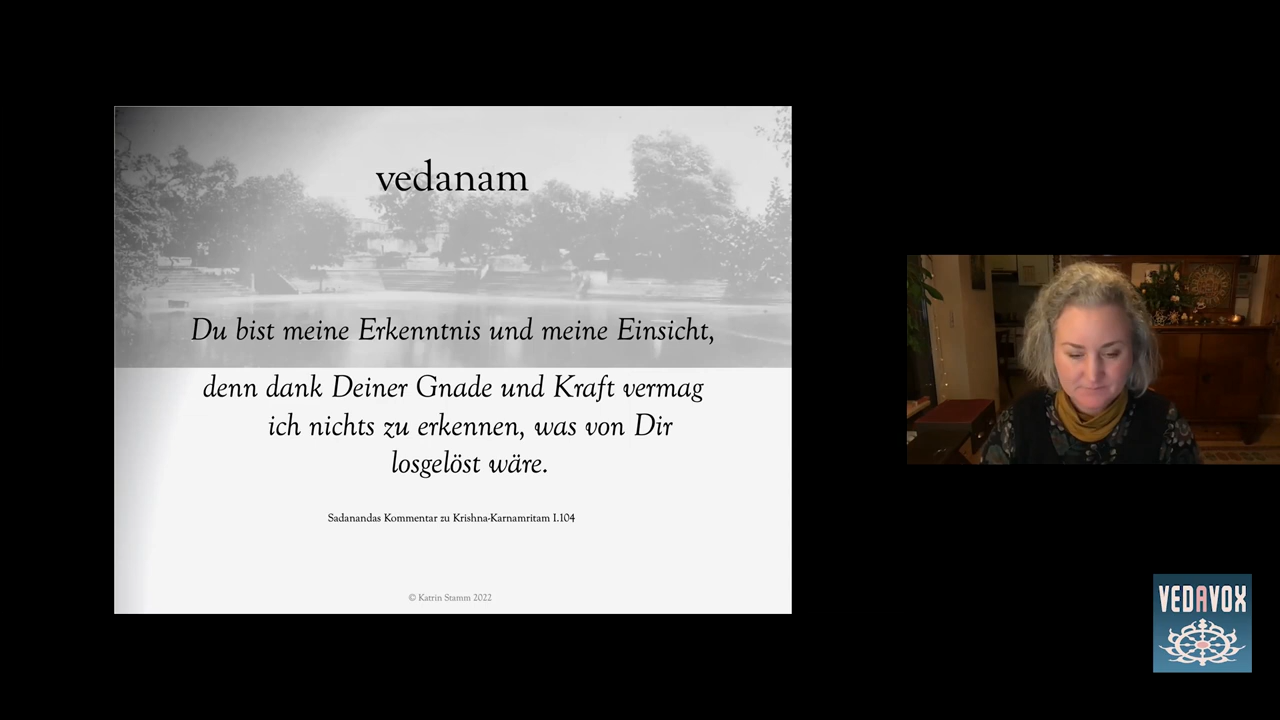 vedanam
Du bist meine Erkenntnis und meine Einsicht,
denn dank Deiner Gnade und Kraft vermag
ich nichts zu erkennen, was von Dir
losgelöst wäre.
Sadanandas Kommentar zu Krishna-Karnamritam 1.104
© Katrin Stamm 2022
VEDAVOX